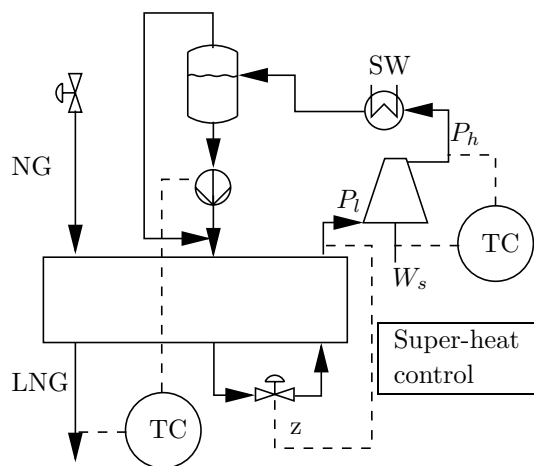 SW
P_h
NG
P_l
TC
W_s
Super-heat
control
LNG
TC
z